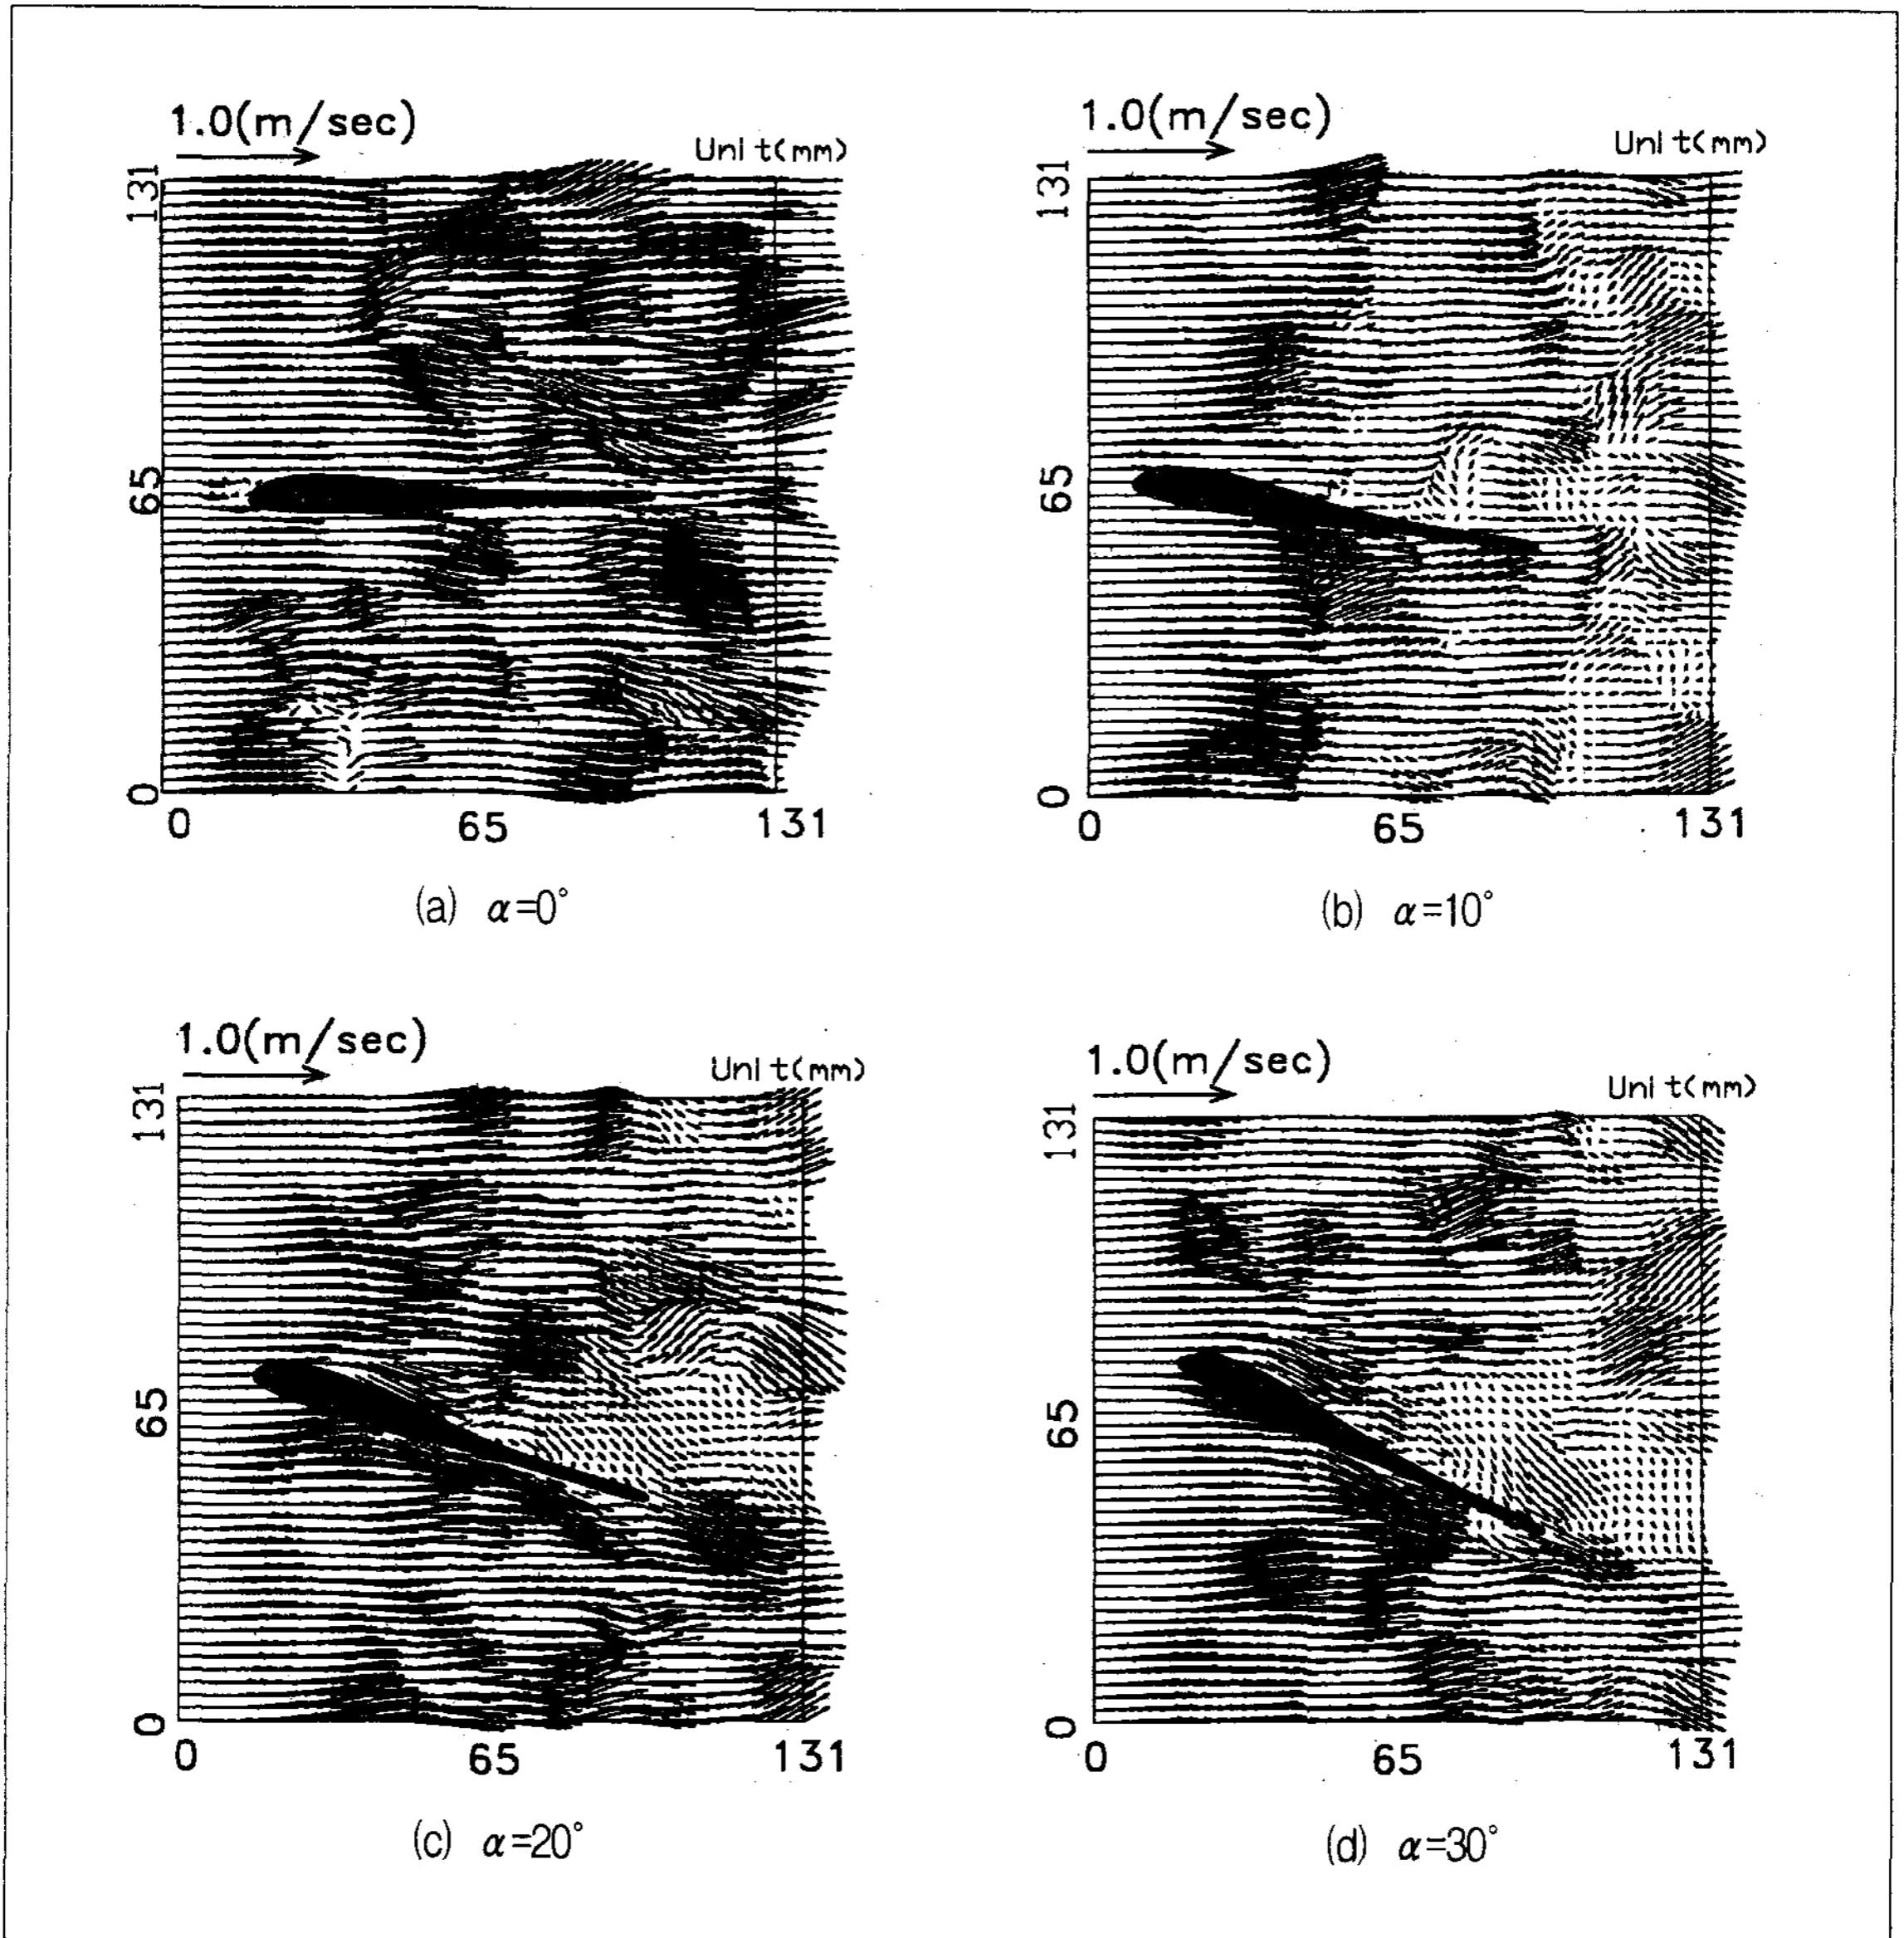 1.0(m/sec)
Unit(mm)
131
65
0
0 65 131
(a) α=0°
1.0(m/sec)
Unit(mm)
131
65
0
0 65 131
(b) α=10°
1.0(m/sec)
Unit(mm)
131
65
0
0 65 131
(c) α=20°
1.0(m/sec)
Unit(mm)
131
65
0
0 65 131
(d) α=30°